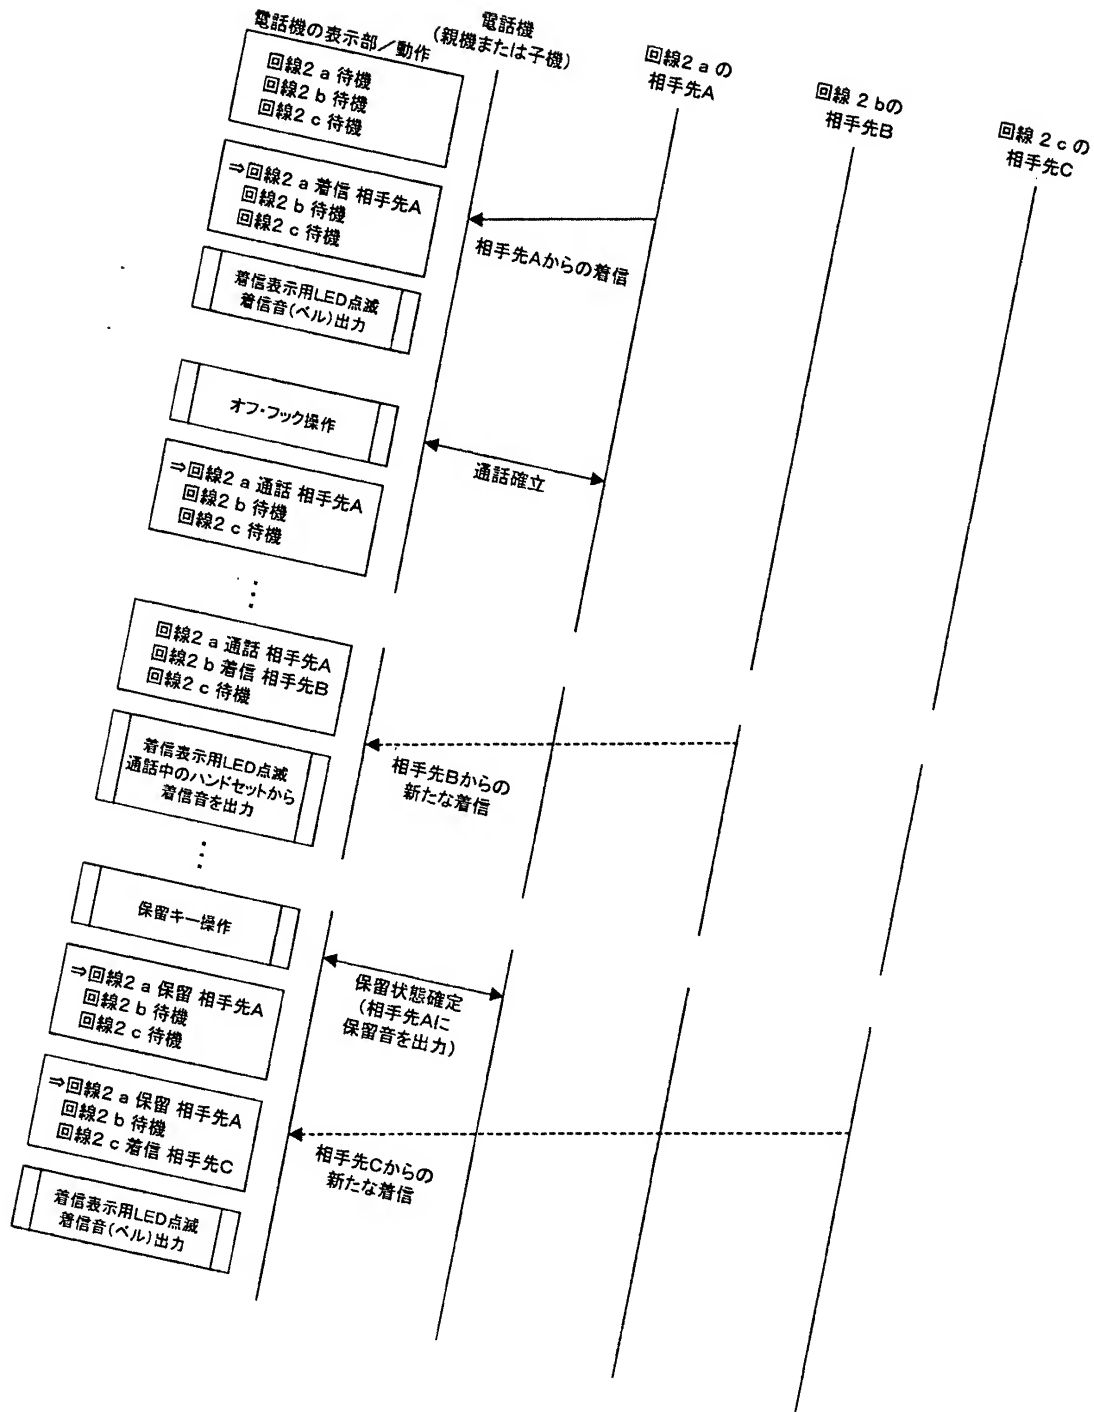 電話機の表示部／動作
電話機
(親機または子機)
回線2 a の
相手先A
回線 2 bの
相手先B
回線 2 c の
相手先C
回線2 a 待機
回線2 b 待機
回線2 c 待機
⇒回線2 a 着信 相手先A
回線2 b 待機
回線2 c 待機
相手先Aからの着信
着信表示用LED点滅
着信音(ベル)出力
オフ・フック操作
通話確立
⇒回線2 a 通話 相手先A
回線2 b 待機
回線2 c 待機
回線2 a 通話 相手先A
回線2 b 着信 相手先B
回線2 c 待機
着信表示用LED点滅
通話中のハンドセットから
着信音を出力
相手先Bからの
新たな着信
保留キー操作
保留状態確定
(相手先Aに
保留音を出力)
⇒回線2 a 保留 相手先A
回線2 b 待機
回線2 c 待機
⇒回線2 a 保留 相手先A
回線2 b 待機
回線2 c 着信 相手先C
相手先Cからの
新たな着信
着信表示用LED点滅
着信音(ベル)出力